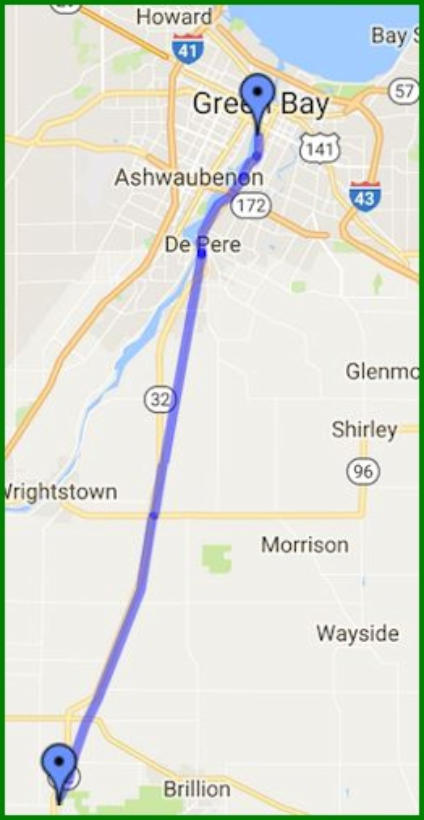 Howard
41
Bay
57
Green Bay
141
Ashwaubenon
43
172
De Pere
Glenmo
32
Shirley
96
Wrightstown
Morrison
Wayside
Brillion